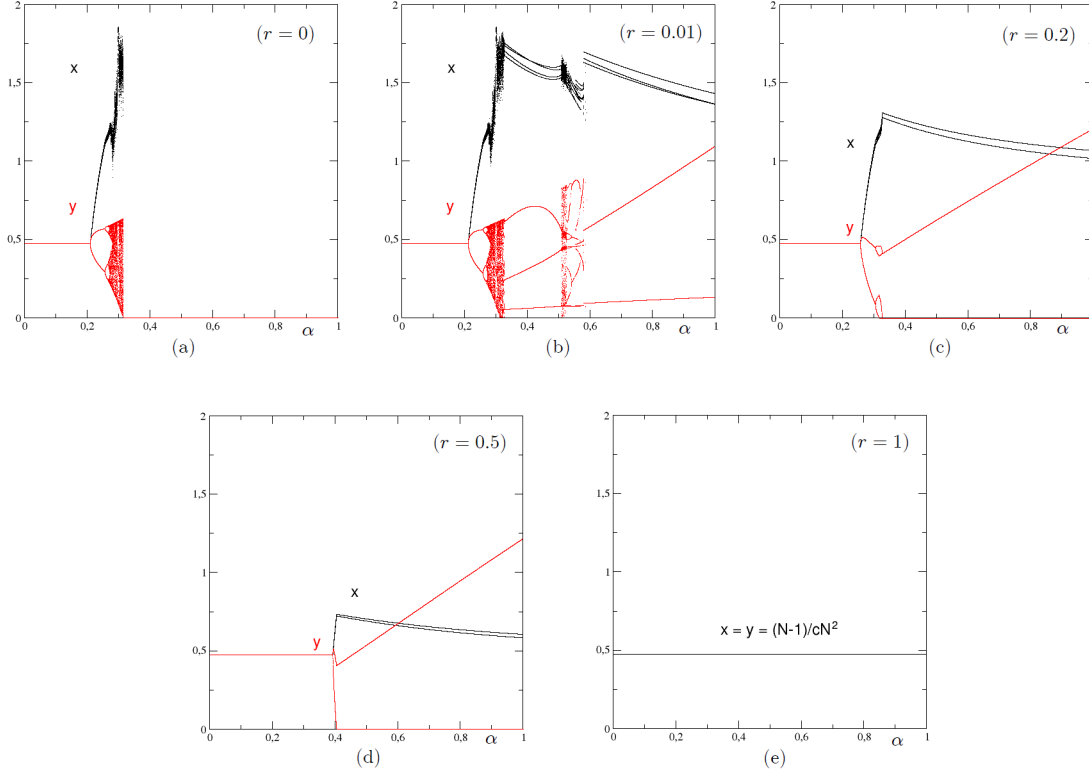 2
(r = 0)
1,5
x
1
y
0,5
0
0 0,2 0,4 0,6 0,8 α 1
(a)
2
(r = 0.01)
1,5
x
1
y
0,5
0
0 0,2 0,4 0,6 0,8 α 1
(b)
2
(r = 0.2)
1,5
x
1
y
0,5
0
0 0,2 0,4 0,6 0,8 α 1
(c)
2
(r = 0.5)
1,5
1
x
y
0,5
0
0 0,2 0,4 0,6 0,8 α 1
(d)
2
(r = 1)
1,5
1
x = y = (N-1)/cN²
0,5
0
0 0,2 0,4 0,6 0,8 α 1
(e)